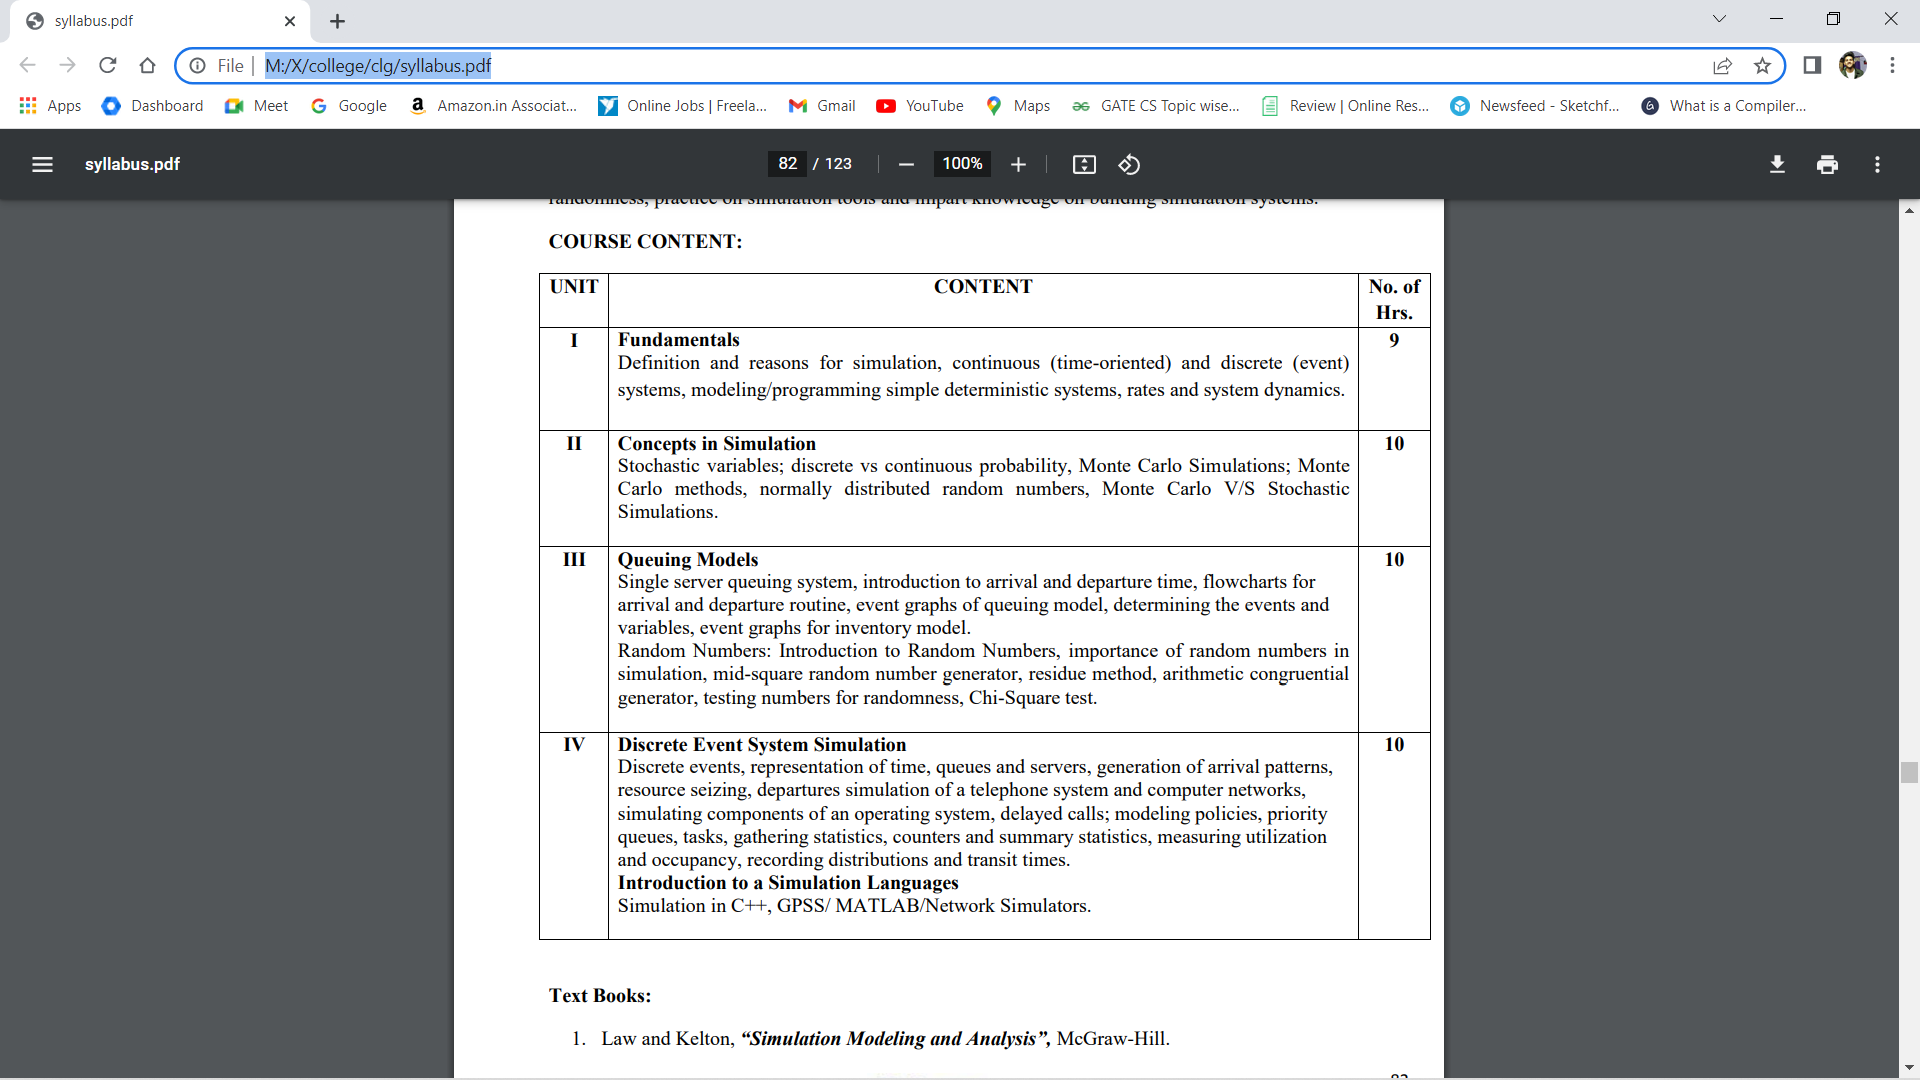 syllabus.pdf
File
M:/X/college/clg/syllabus.pdf
Apps
Dashboard
Meet
Google
Amazon.in Associat...
Online Jobs | Freela...
Gmail
YouTube
Maps
GATE CS Topic wise...
Review | Online Res...
Newsfeed - Sketchf...
What is a Compiler...
syllabus.pdf
82 / 123
100%
randomness, practice on simulation tools and impart knowledge on building simulation systems.
COURSE CONTENT:
UNIT
CONTENT
No. of
Hrs.
I
Fundamentals
9
Definition and reasons for simulation, continuous (time-oriented) and discrete (event)
systems, modeling/programming simple deterministic systems, rates and system dynamics.
II
Concepts in Simulation
10
Stochastic variables; discrete vs continuous probability, Monte Carlo Simulations; Monte
Carlo methods, normally distributed random numbers, Monte Carlo V/S Stochastic
Simulations.
III
Queuing Models
10
Single server queuing system, introduction to arrival and departure time, flowcharts for
arrival and departure routine, event graphs of queuing model, determining the events and
variables, event graphs for inventory model.
Random Numbers: Introduction to Random Numbers, importance of random numbers in
simulation, mid-square random number generator, residue method, arithmetic congruential
generator, testing numbers for randomness, Chi-Square test.
IV
Discrete Event System Simulation
10
Discrete events, representation of time, queues and servers, generation of arrival patterns,
resource seizing, departures simulation of a telephone system and computer networks,
simulating components of an operating system, delayed calls; modeling policies, priority
queues, tasks, gathering statistics, counters and summary statistics, measuring utilization
and occupancy, recording distributions and transit times.
Introduction to a Simulation Languages
Simulation in C++, GPSS/ MATLAB/Network Simulators.
Text Books:
1. Law and Kelton, “Simulation Modeling and Analysis”, McGraw-Hill.